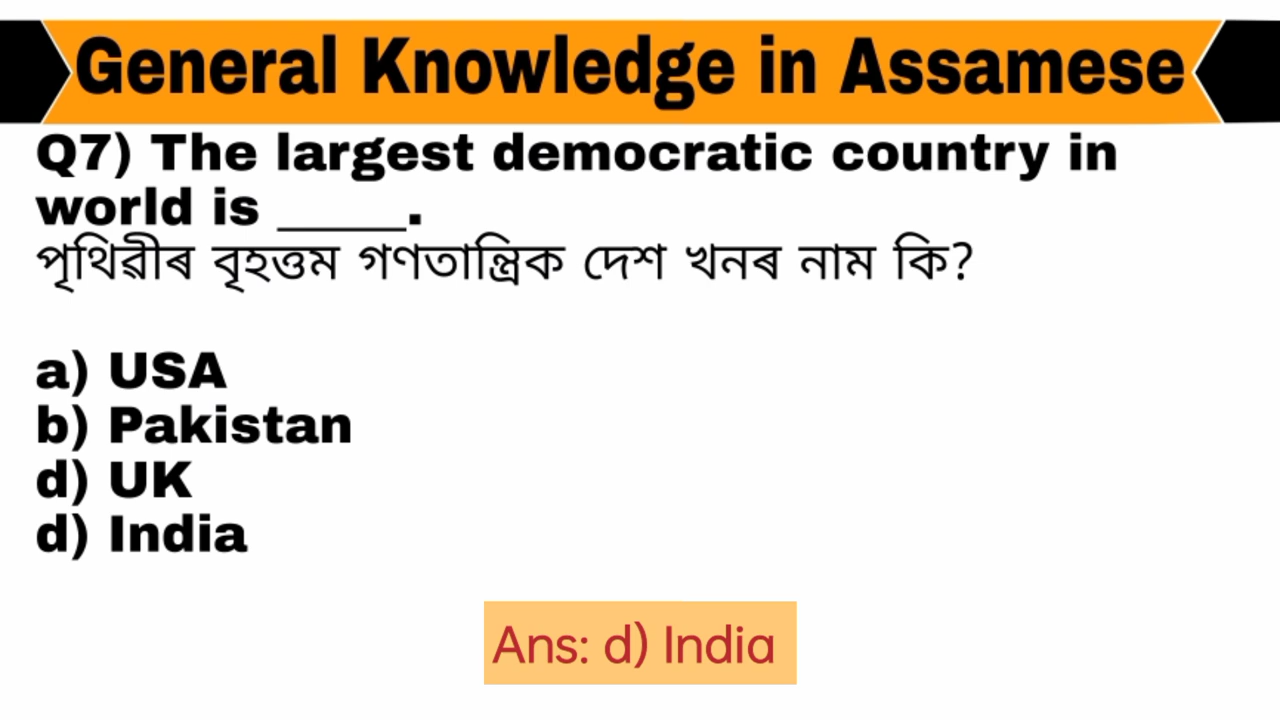 General Knowledge in Assamese
Q7) The largest democratic country in
world is _____.
পৃথিৱীৰ বৃহত্তম গণতান্ত্ৰিক দেশ খনৰ নাম কি?
a) USA
b) Pakistan
d) UK
d) India
Ans: d) India